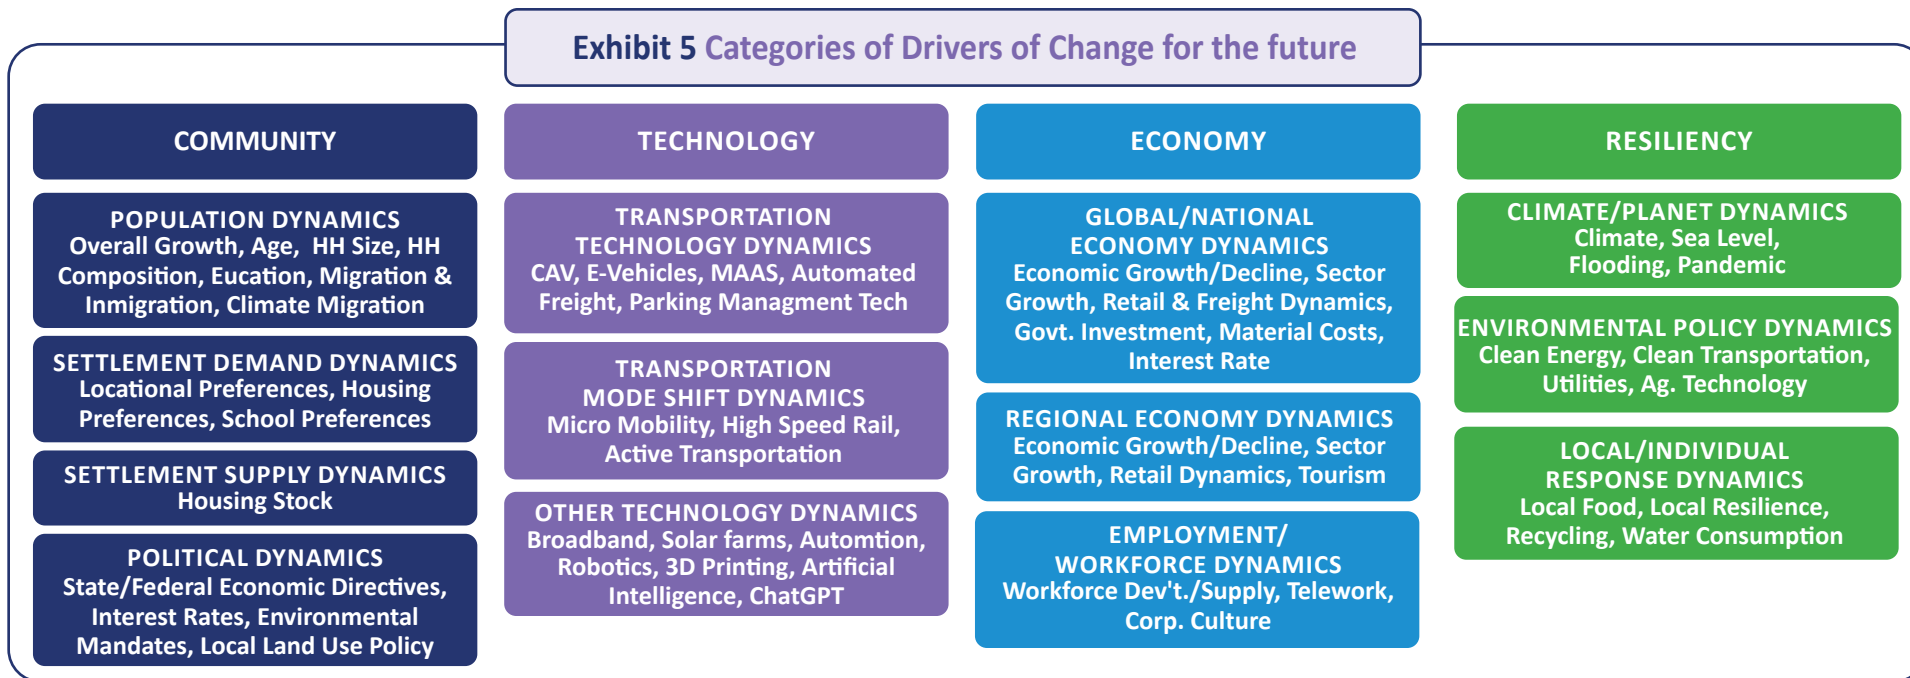 Exhibit 5 Categories of Drivers of Change for the future
COMMUNITY
POPULATION DYNAMICS
Overall Growth, Age, HH Size, HH
Composition, Eucation, Migration &
Inmigration, Climate Migration
SETTLEMENT DEMAND DYNAMICS
Locational Preferences, Housing
Preferences, School Preferences
SETTLEMENT SUPPLY DYNAMICS
Housing Stock
POLITICAL DYNAMICS
State/Federal Economic Directives,
Interest Rates, Environmental
Mandates, Local Land Use Policy
TECHNOLOGY
TRANSPORTATION
TECHNOLOGY DYNAMICS
CAV, E-Vehicles, MAAS, Automated
Freight, Parking Managment Tech
TRANSPORTATION
MODE SHIFT DYNAMICS
Micro Mobility, High Speed Rail,
Active Transportation
OTHER TECHNOLOGY DYNAMICS
Broadband, Solar farms, Automtion,
Robotics, 3D Printing, Artificial
Intelligence, ChatGPT
ECONOMY
GLOBAL/NATIONAL
ECONOMY DYNAMICS
Economic Growth/Decline, Sector
Growth, Retail & Freight Dynamics,
Govt. Investment, Material Costs,
Interest Rate
REGIONAL ECONOMY DYNAMICS
Economic Growth/Decline, Sector
Growth, Retail Dynamics, Tourism
EMPLOYMENT/
WORKFORCE DYNAMICS
Workforce Dev't./Supply, Telework,
Corp. Culture
RESILIENCY
CLIMATE/PLANET DYNAMICS
Climate, Sea Level,
Flooding, Pandemic
ENVIRONMENTAL POLICY DYNAMICS
Clean Energy, Clean Transportation,
Utilities, Ag. Technology
LOCAL/INDIVIDUAL
RESPONSE DYNAMICS
Local Food, Local Resilience,
Recycling, Water Consumption